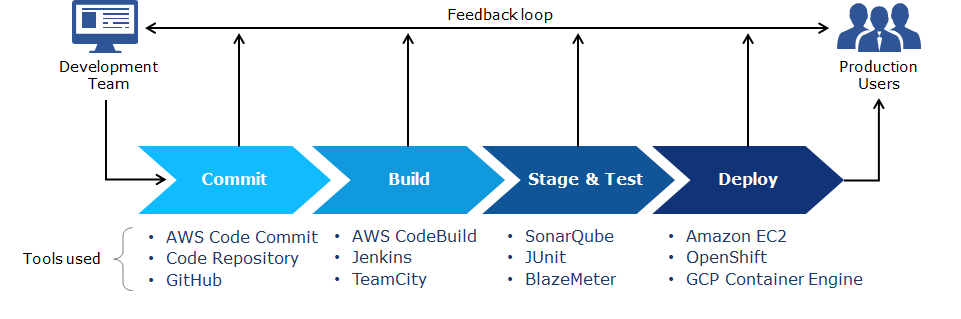 Feedback loop
Development
Team
Production
Users
Commit
Build
Stage & Test
Deploy
Tools used
• AWS Code Commit
• Code Repository
• GitHub
• AWS CodeBuild
• Jenkins
• TeamCity
• SonarQube
• JUnit
• BlazeMeter
• Amazon EC2
• OpenShift
• GCP Container Engine